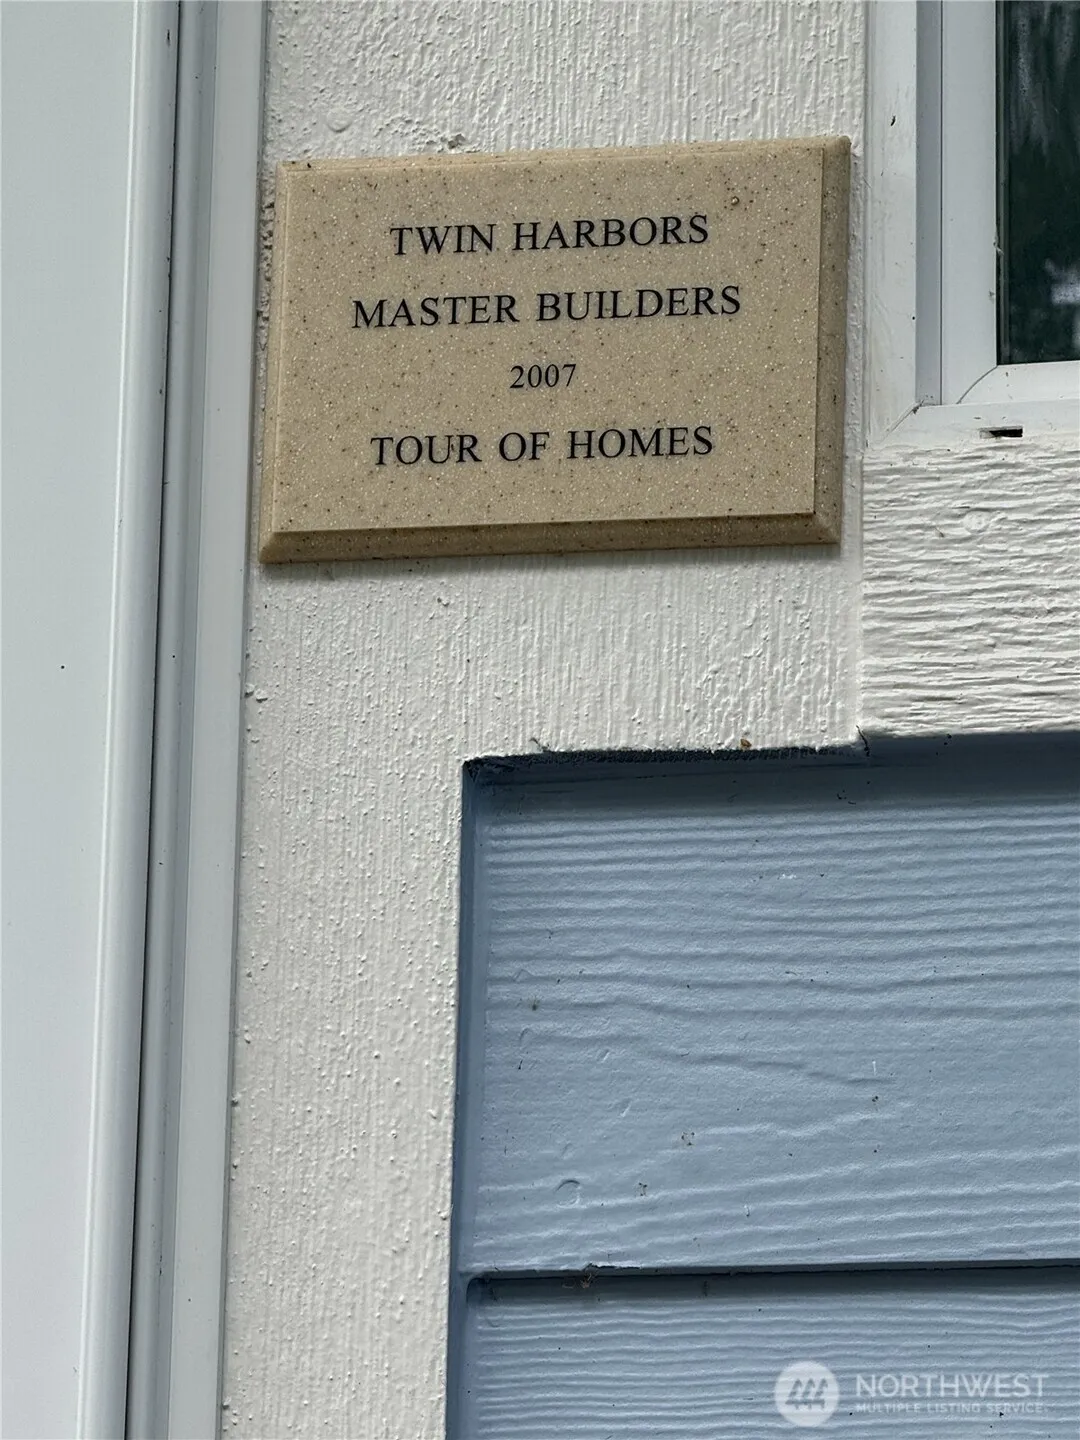 TWIN HARBORS
MASTER BUILDERS
2007
TOUR OF HOMES
NORTHWEST
MULTIPLE LISTING SERVICE